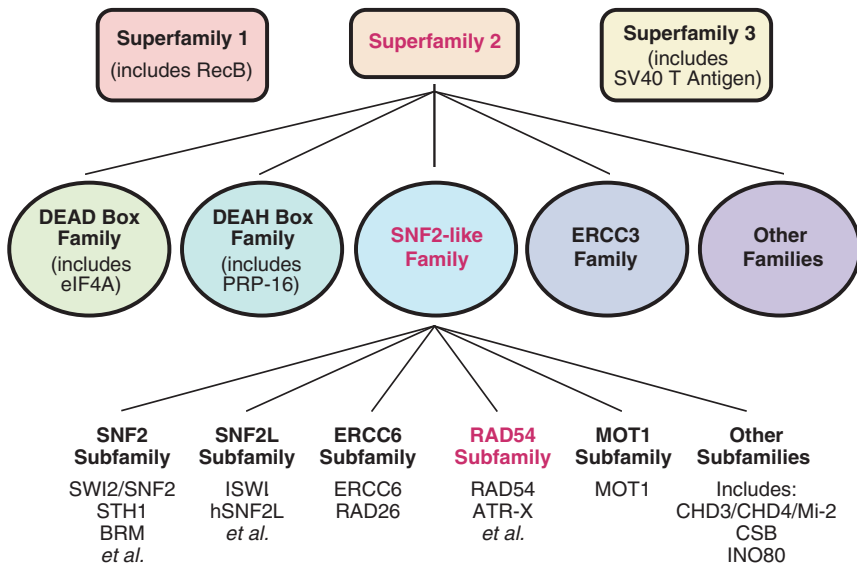 Superfamily 1
(includes RecB)
Superfamily 2
Superfamily 3
(includes
SV40 T Antigen)
DEAD Box
Family
(includes
eIF4A)
DEAH Box
Family
(includes
PRP-16)
SNF2-like
Family
ERCC3
Family
Other
Families
SNF2
Subfamily
SWI2/SNF2
STH1
BRM
et al.
SNF2L
Subfamily
ISWI
hSNF2L
et al.
ERCC6
Subfamily
ERCC6
RAD26
RAD54
Subfamily
RAD54
ATR-X
et al.
MOT1
Subfamily
MOT1
Other
Subfamilies
Includes:
CHD3/CHD4/Mi-2
CSB
INO80